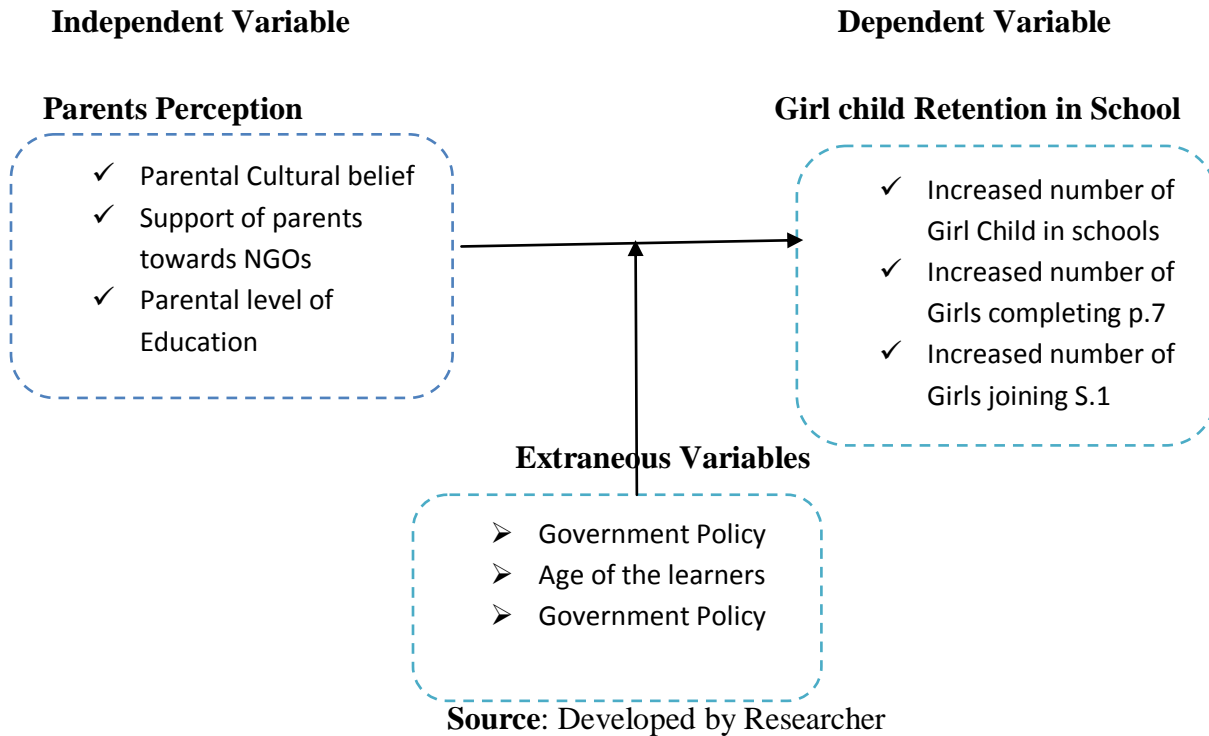 Independent Variable
Dependent Variable
Parents Perception
Girl child Retention in School
✓ Parental Cultural belief
✓ Support of parents
towards NGOs
✓ Parental level of
Education
✓ Increased number of
Girl Child in schools
✓ Increased number of
Girls completing p.7
✓ Increased number of
Girls joining S.1
Extraneous Variables
➢ Government Policy
➢ Age of the learners
➢ Government Policy
Source: Developed by Researcher